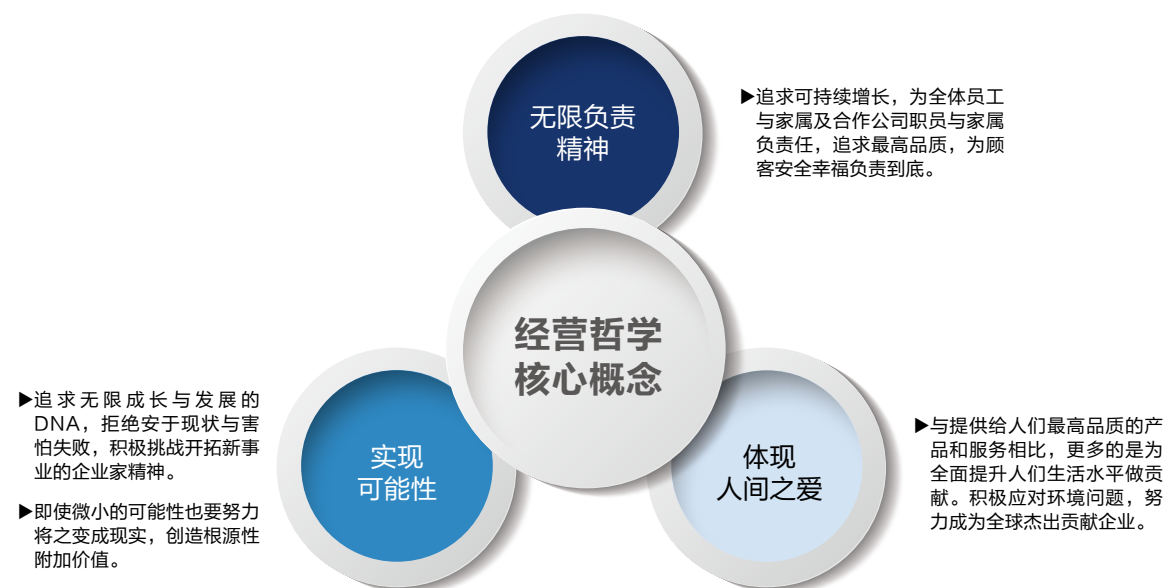 无限负责
精神
▶追求可持续增长，为全体员工
与家属及合作公司职员与家属
负责任，追求最高品质，为顾
客安全幸福负责到底。
经营哲学
核心概念
▶追求无限成长与发展的
DNA，拒绝安于现状与害
怕失败，积极挑战开拓新事
业的企业家精神。
▶即使微小的可能性也要努力
将之变成现实，创造根源性
附加价值。
实现
可能性
体现
人间之爱
▶与提供给人们最高品质的产
品和服务相比，更多的是为
全面提升人们生活水平做贡
献。积极应对环境问题，努
力成为全球杰出贡献企业。